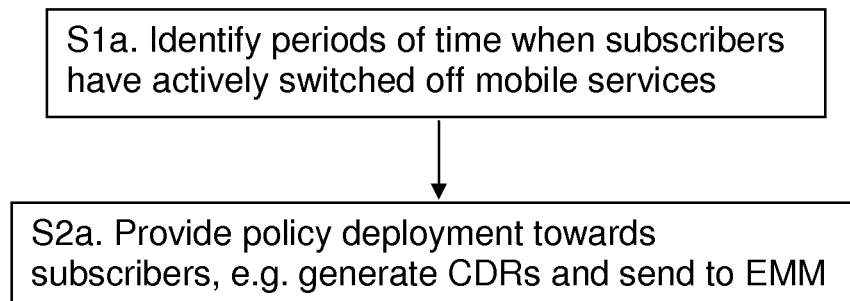 S1a. Identify periods of time when subscribers
have actively switched off mobile services
S2a. Provide policy deployment towards
subscribers, e.g. generate CDRs and send to EMM